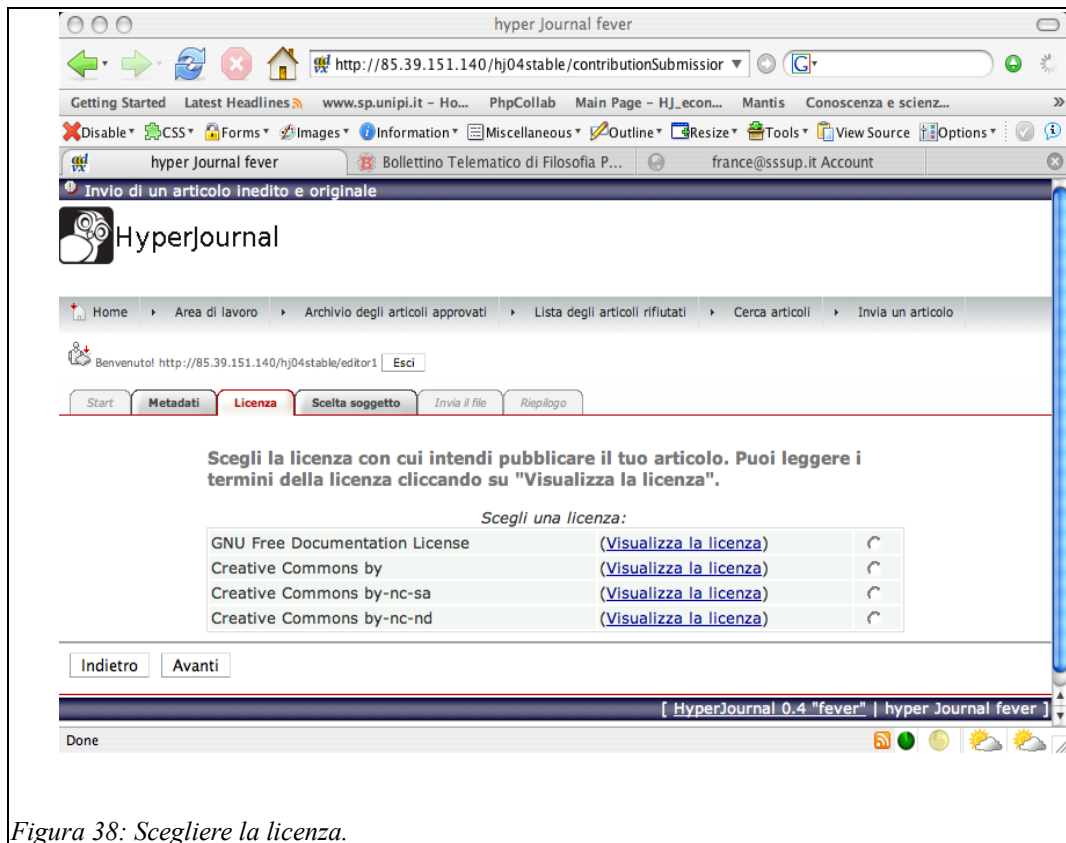 hyper Journal fever
http://85.39.151.140/hj04stable/contributionSubmission
G
Getting Started Latest Headlines www.sp.unipi.it - Ho... PhpCollab Main Page - HJ_econ... Mantis Conoscenza e scienz... »
Disable CSS Forms Images Information Miscellaneous Outline Resize Tools View Source Options
hyper Journal fever Bollettino Telematico di Filosofia P... france@sssup.it Account
Invio di un articolo inedito e originale
HyperJournal
Home Area di lavoro Archivio degli articoli approvati Lista degli articoli rifiutati Cerca articoli Invia un articolo
Benvenuto! http://85.39.151.140/hj04stable/editor1 Esci
Start Metadati Licenza Scelta soggetto Invia il file Riepilogo
Scegli la licenza con cui intendi pubblicare il tuo articolo. Puoi leggere i
termini della licenza cliccando su "Visualizza la licenza".
Scegli una licenza:
GNU Free Documentation License (Visualizza la licenza)
Creative Commons by (Visualizza la licenza)
Creative Commons by-nc-sa (Visualizza la licenza)
Creative Commons by-nc-nd (Visualizza la licenza)
Indietro Avanti
[ HyperJournal 0.4 "fever" | hyper Journal fever ]
Done
Figura 38: Scegliere la licenza.